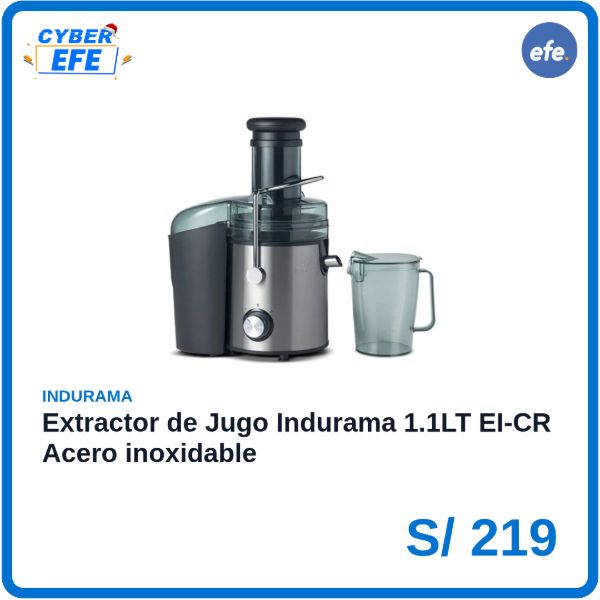 CYBER
EFE
efe.
INDURAMA
Extractor de Jugo Indurama 1.1LT EI-CR
Acero inoxidable
S/ 219